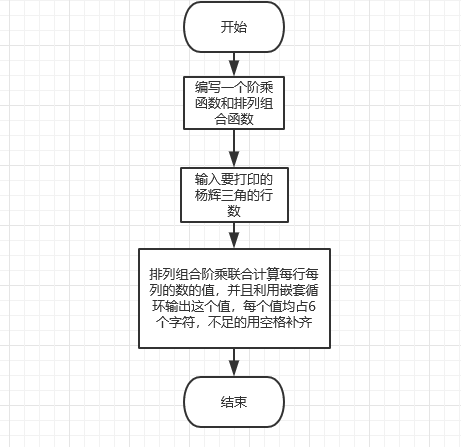 开始
编写一个阶乘
函数和排列组
合函数
输入要打印的
杨辉三角的行
数
排列组合阶乘联合计算每行每
列的数的值，并且利用嵌套循
环输出这个值，每个值均占6
个字符，不足的用空格补齐
结束